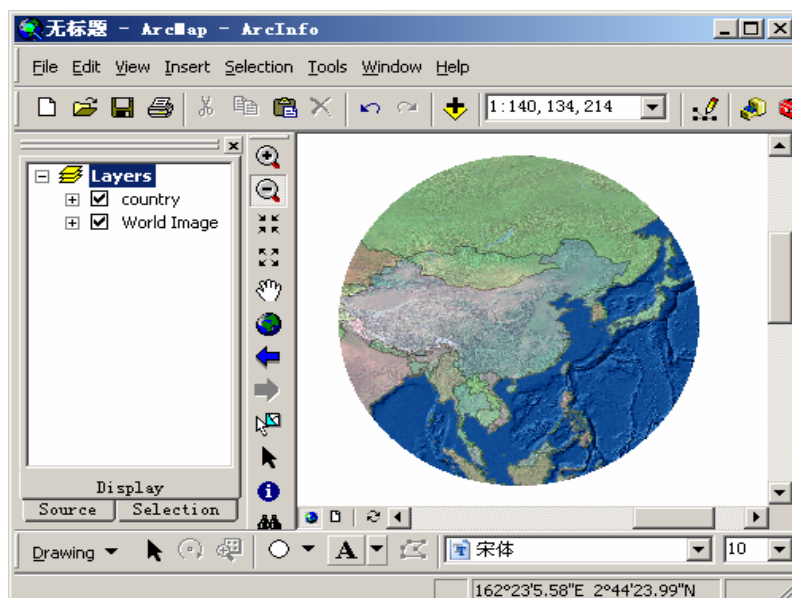 无标题 - ArcMap - ArcInfo
File Edit View Insert Selection Tools Window Help
1:140,134,214
Layers
country
World Image
Display
Source Selection
Drawing A 宋体 10
162°23'5.58"E 2°44'23.99"N